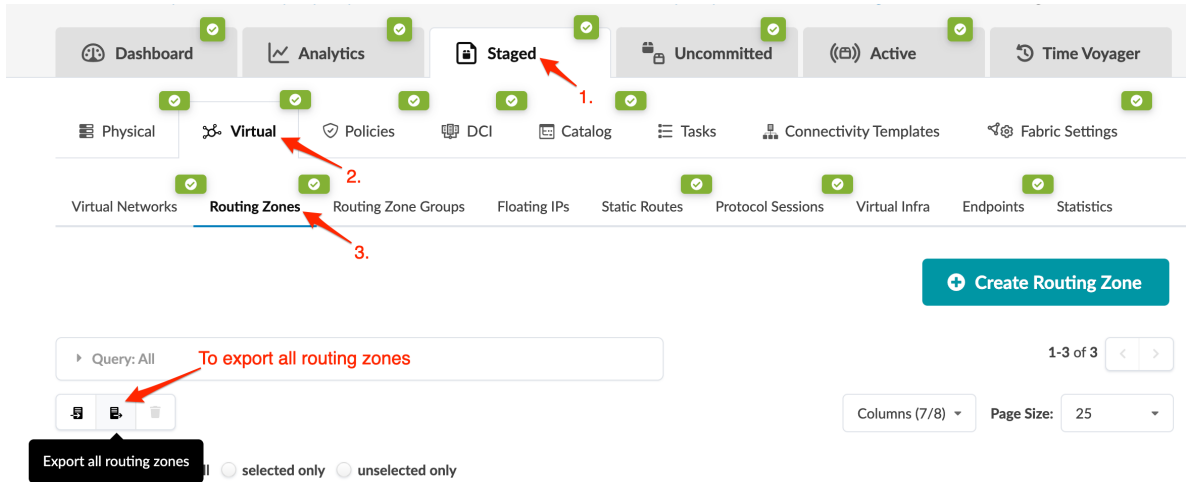 Dashboard Analytics Staged Uncommitted Active Time Voyager
1.
Physical Virtual Policies DCI Catalog Tasks Connectivity Templates Fabric Settings
2.
Virtual Networks Routing Zones Routing Zone Groups Floating IPs Static Routes Protocol Sessions Virtual Infra Endpoints Statistics
3.
Create Routing Zone
Query: All To export all routing zones 1-3 of 3
Columns (7/8) Page Size: 25
Export all routing zones selected only unselected only